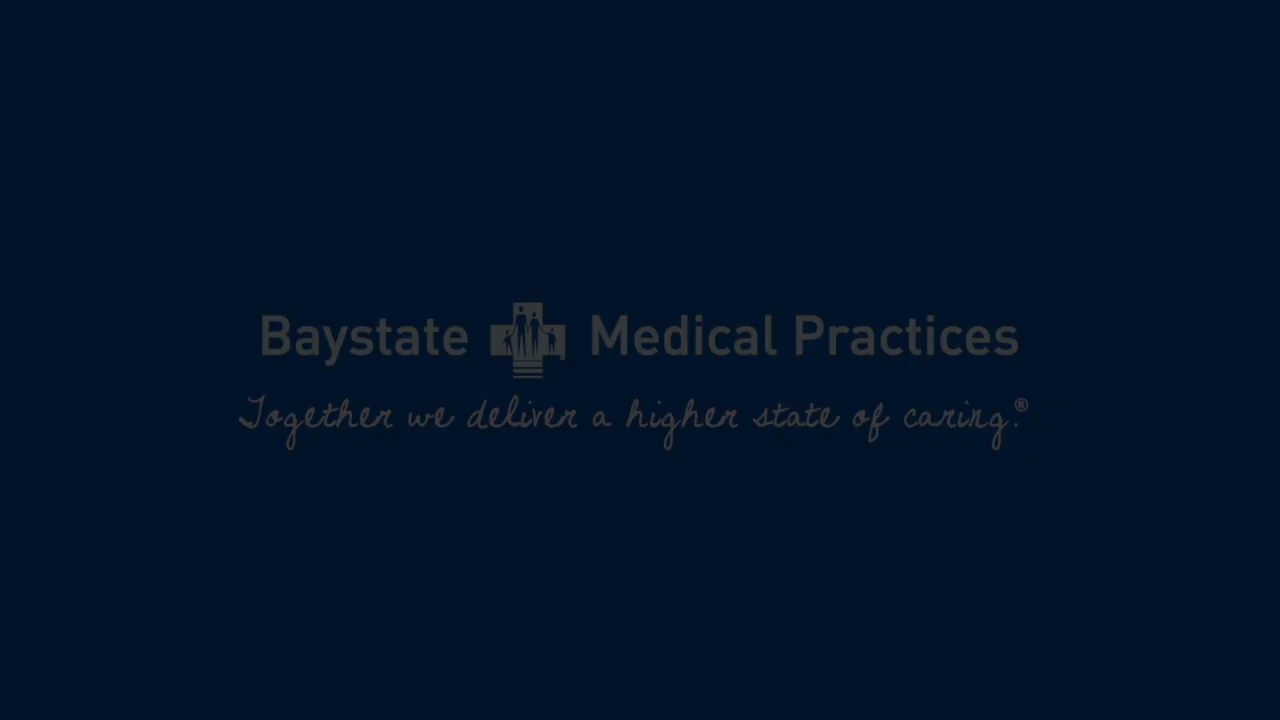 Baystate Medical Practices
Together we deliver a higher state of caring.®